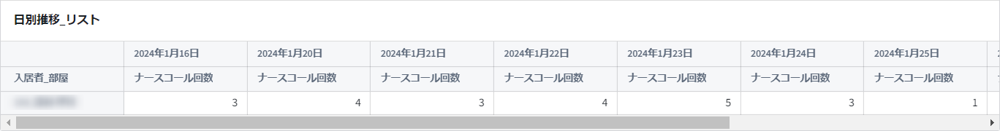 日別推移_リスト
2024年1月16日 2024年1月20日 2024年1月21日 2024年1月22日 2024年1月23日 2024年1月24日 2024年1月25日
入居者_部屋 ナースコール回数 ナースコール回数 ナースコール回数 ナースコール回数 ナースコール回数 ナースコール回数 ナースコール回数
3 4 3 4 5 3 1